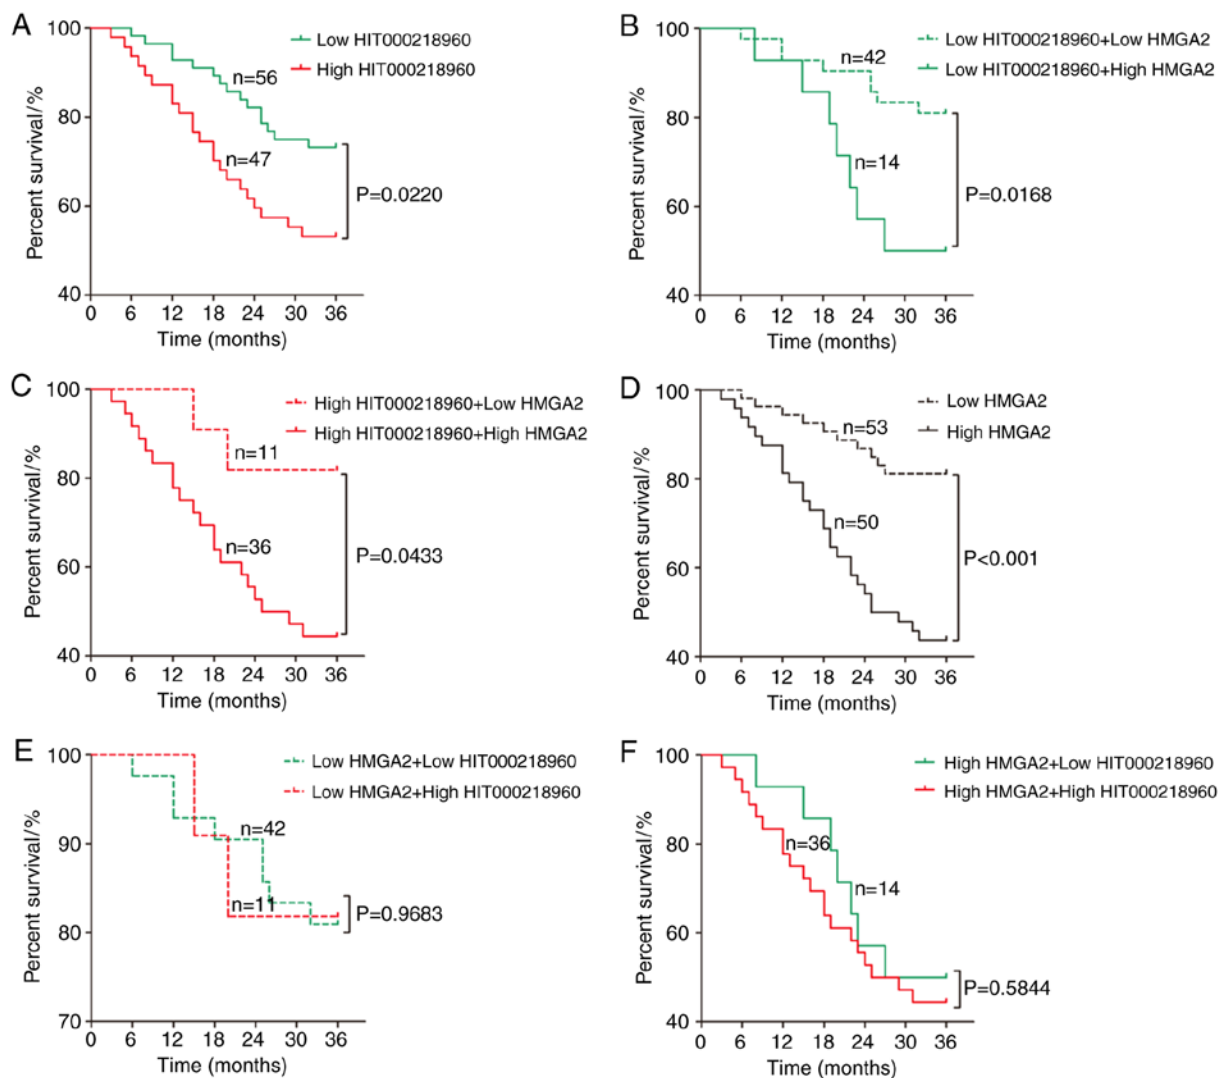 A
Percent survival/%
100
80
60
40
0 6 12 18 24 30 36
Time (months)
Low HIT000218960
High HIT000218960
n=56
n=47
P=0.0220
B
Percent survival/%
100
80
60
40
0 6 12 18 24 30 36
Time (months)
Low HIT000218960+Low HMGA2
Low HIT000218960+High HMGA2
n=42
n=14
P=0.0168
C
Percent survival/%
100
80
60
40
0 6 12 18 24 30 36
Time (months)
High HIT000218960+Low HMGA2
High HIT000218960+High HMGA2
n=11
n=36
P=0.0433
D
Percent survival/%
100
80
60
40
0 6 12 18 24 30 36
Time (months)
Low HMGA2
High HMGA2
n=53
n=50
P<0.001
E
Percent survival/%
100
90
80
70
0 6 12 18 24 30 36
Time (months)
Low HMGA2+Low HIT000218960
Low HMGA2+High HIT000218960
n=42
n=11
P=0.9683
F
Percent survival/%
100
80
60
40
0 6 12 18 24 30 36
Time (months)
High HMGA2+Low HIT000218960
High HMGA2+High HIT000218960
n=36
n=14
P=0.5844